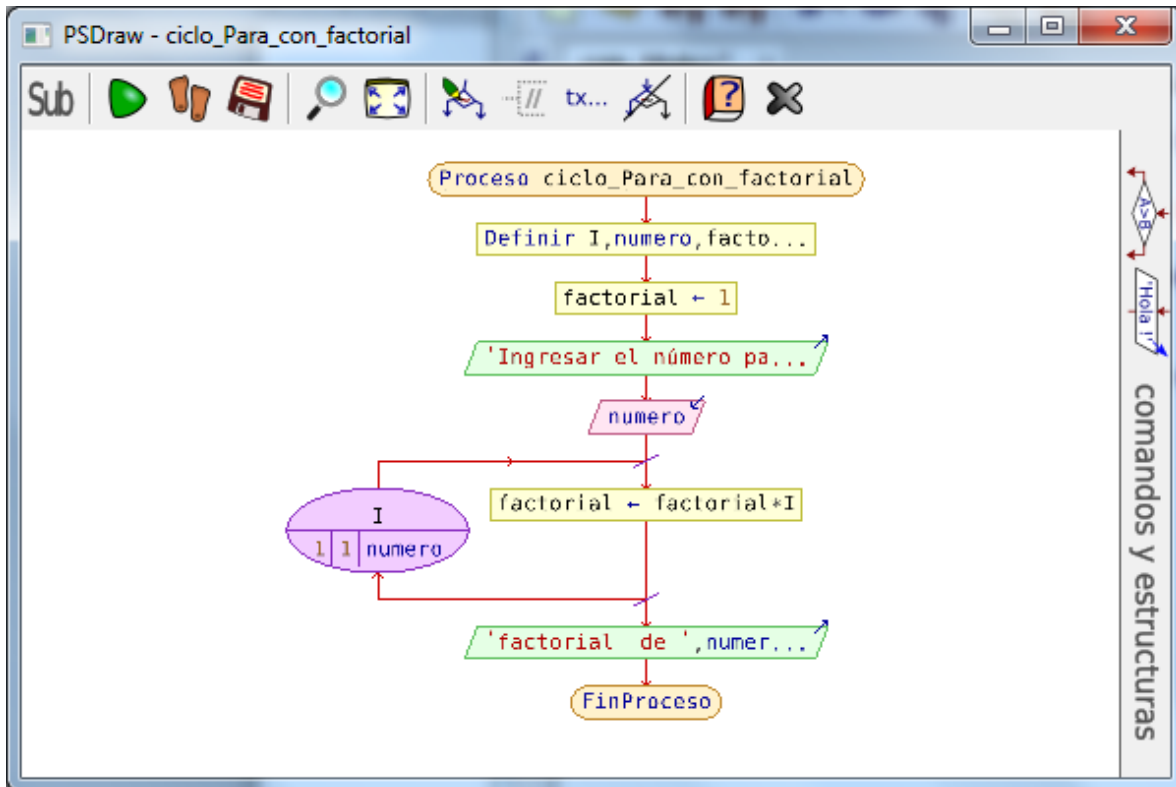 PSDraw - ciclo_Para_con_factorial
Sub tx...
Proceso ciclo_Para_con_factorial
Definir I,numero,facto...
factorial ← 1
'Ingresar el número pa...
numero
factorial ← factorial*I
I
1 1 numero
'factorial de ',numer...
FinProceso
A>B
"Hola !"
comandos y estructuras